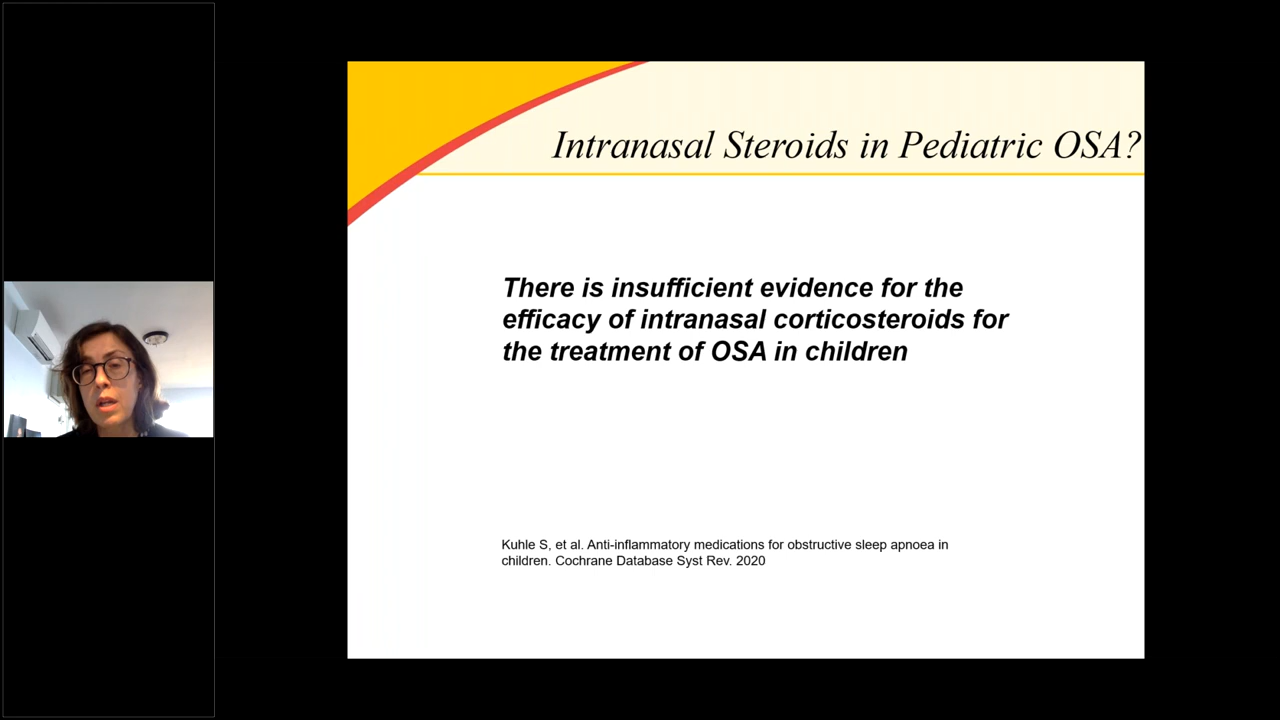 Intranasal Steroids in Pediatric OSA?
There is insufficient evidence for the
efficacy of intranasal corticosteroids for
the treatment of OSA in children
Kuhle S, et al. Anti-inflammatory medications for obstructive sleep apnoea in
children. Cochrane Database Syst Rev. 2020